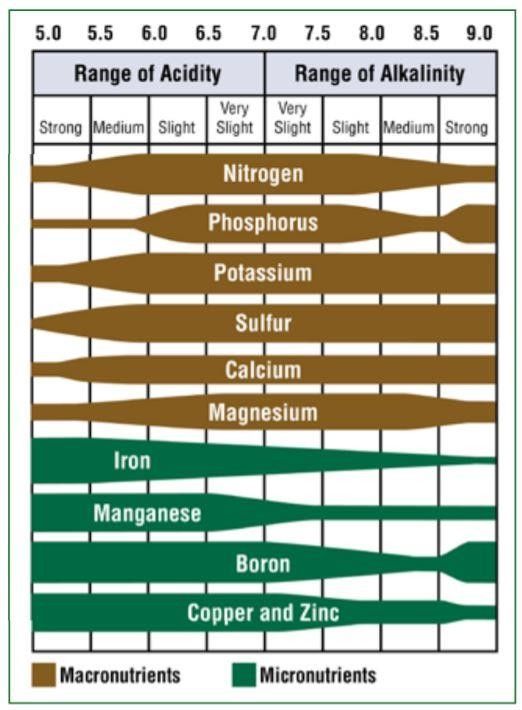 5.0 5.5 6.0 6.5 7.0 7.5 8.0 8.5 9.0
Range of Acidity Range of Alkalinity
Strong Medium Slight Very Slight Very Slight Slight Medium Strong
Nitrogen
Phosphorus
Potassium
Sulfur
Calcium
Magnesium
Iron
Manganese
Boron
Copper and Zinc
Macronutrients Micronutrients